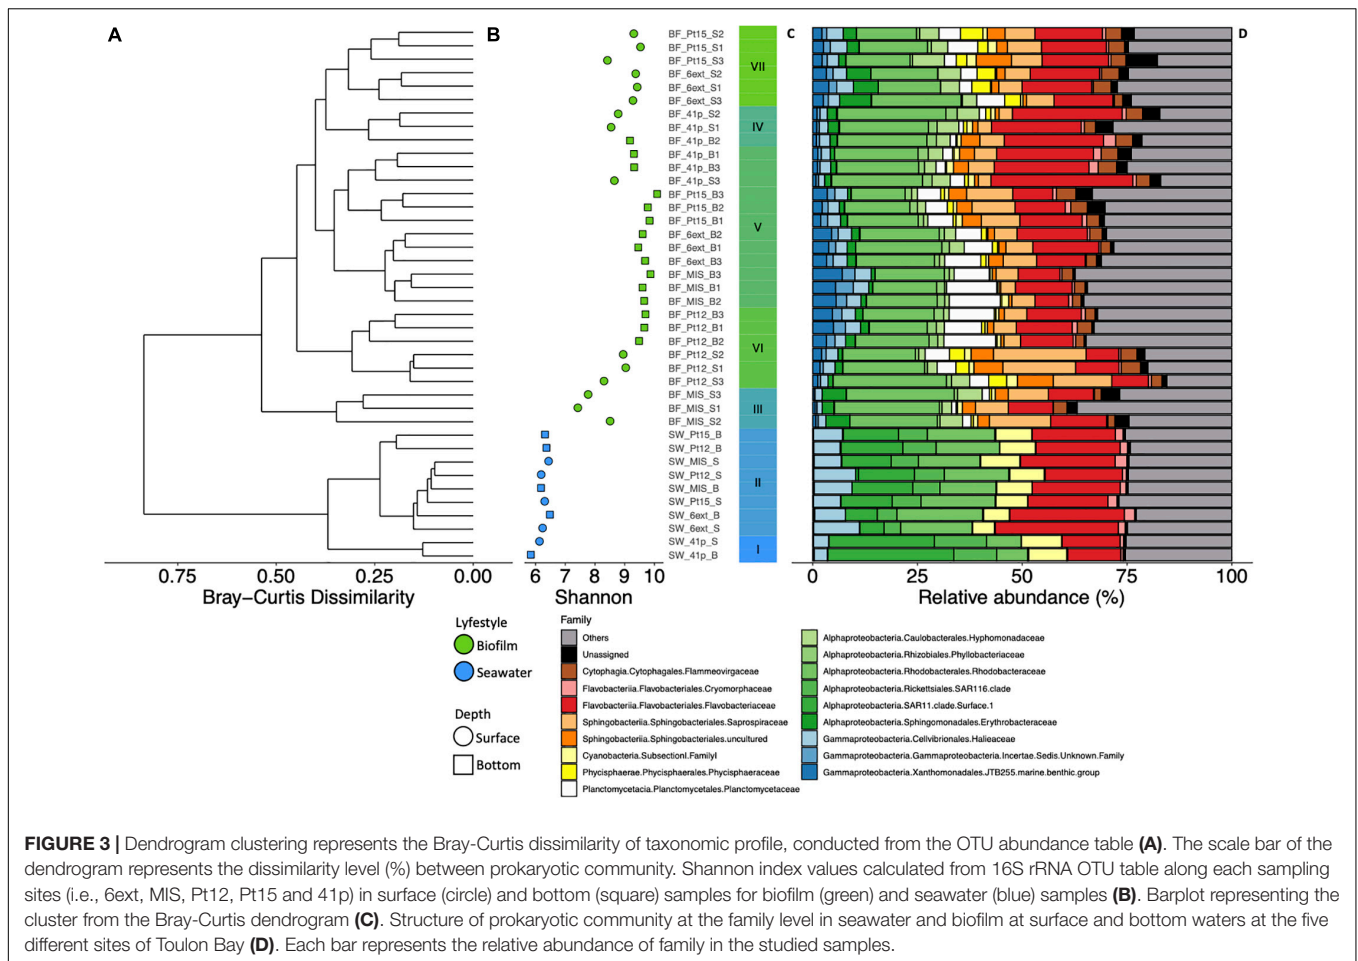 A
B
C
D
BF_Pt15_S2
BF_Pt15_S1
BF_Pt15_S3
BF_6ext_S2
BF_6ext_S1
BF_6ext_S3
BF_41p_S2
BF_41p_S1
BF_41p_B2
BF_41p_B1
BF_41p_B3
BF_41p_S3
BF_Pt15_B3
BF_Pt15_B2
BF_Pt15_B1
BF_6ext_B2
BF_6ext_B1
BF_6ext_B3
BF_MIS_B3
BF_MIS_B1
BF_MIS_B2
BF_Pt12_B3
BF_Pt12_B1
BF_Pt12_B2
BF_Pt12_S2
BF_Pt12_S1
BF_Pt12_S3
BF_MIS_S3
BF_MIS_S1
BF_MIS_S2
SW_Pt15_B
SW_Pt12_B
SW_MIS_S
SW_Pt12_S
SW_MIS_B
SW_Pt15_S
SW_6ext_B
SW_6ext_S
SW_41p_S
SW_41p_B
VII
IV
V
VI
III
II
I
0.75 0.50 0.25 0.00
Bray-Curtis Dissimilarity
6 7 8 9 10
Shannon
0 25 50 75 100
Relative abundance (%)
Lyfestyle
Biofilm
Seawater
Depth
Surface
Bottom
Family
Others
Unassigned
Cytophagia.Cytophagales.Flammeovirgaceae
Flavobacteriia.Flavobacteriales.Cryomorphaceae
Flavobacteriia.Flavobacteriales.Flavobacteriaceae
Sphingobacteriia.Sphingobacteriales.Saprospiraceae
Sphingobacteriia.Sphingobacteriales.uncultured
Cyanobacteria.SubsectionI.FamilyI
Phycisphaerae.Phycisphaerales.Phycisphaeraceae
Planctomycetacia.Planctomycetales.Planctomycetaceae
Alphaproteobacteria.Caulobacterales.Hyphomonadaceae
Alphaproteobacteria.Rhizobiales.Phyllobacteriaceae
Alphaproteobacteria.Rhodobacterales.Rhodobacteraceae
Alphaproteobacteria.Rickettsiales.SAR116.clade
Alphaproteobacteria.SAR11.clade.Surface.1
Alphaproteobacteria.Sphingomonadales.Erythrobacteraceae
Gammaproteobacteria.Cellvibrionales.Halieaceae
Gammaproteobacteria.Gammaproteobacteria.Incertae.Sedis.Unknown.Family
Gammaproteobacteria.Xanthomonadales.JTB255.marine.benthic.group
FIGURE 3 | Dendrogram clustering represents the Bray-Curtis dissimilarity of taxonomic profile, conducted from the OTU abundance table (A). The scale bar of the
dendrogram represents the dissimilarity level (%) between prokaryotic community. Shannon index values calculated from 16S rRNA OTU table along each sampling
sites (i.e., 6ext, MIS, Pt12, Pt15 and 41p) in surface (circle) and bottom (square) samples for biofilm (green) and seawater (blue) samples (B). Barplot representing the
cluster from the Bray-Curtis dendrogram (C). Structure of prokaryotic community at the family level in seawater and biofilm at surface and bottom waters at the five
different sites of Toulon Bay (D). Each bar represents the relative abundance of family in the studied samples.